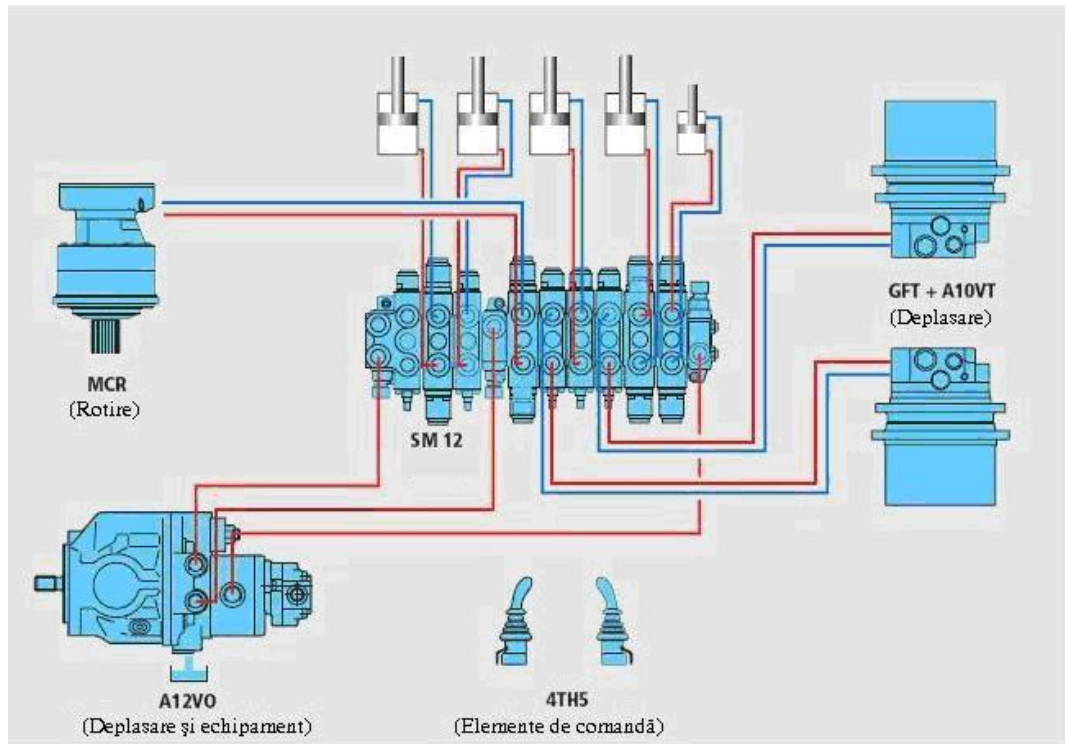 GFT + A10VT
(Deplasare)
MCR
(Rotire)
SM 12
A12VO
(Deplasare şi echipament)
4TH5
(Elemente de comandă)